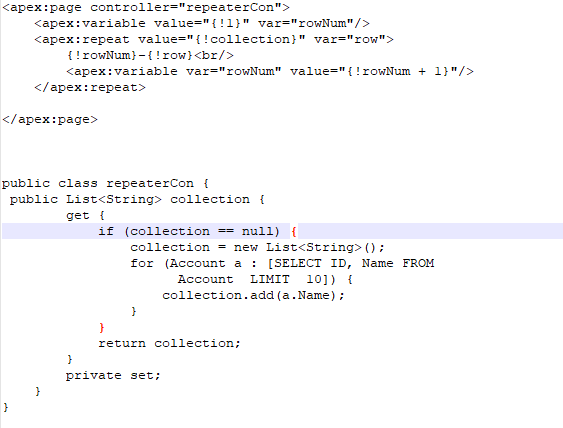 <apex:page controller="repeaterCon">
    <apex:variable value="{!1}" var="rowNum"/>
    <apex:repeat value="{!collection}" var="row">
        {!rowNum}-{!row}<br/>
        <apex:variable var="rowNum" value="{!rowNum + 1}"/>
    </apex:repeat>
</apex:page>
public class repeaterCon {
 public List<String> collection {
        get {
            if (collection == null) {
                collection = new List<String>();
                for (Account a : [SELECT ID, Name FROM
                      Account  LIMIT  10]) {
                    collection.add(a.Name);
                }
            }
            return collection;
        }
        private set;
    }
}